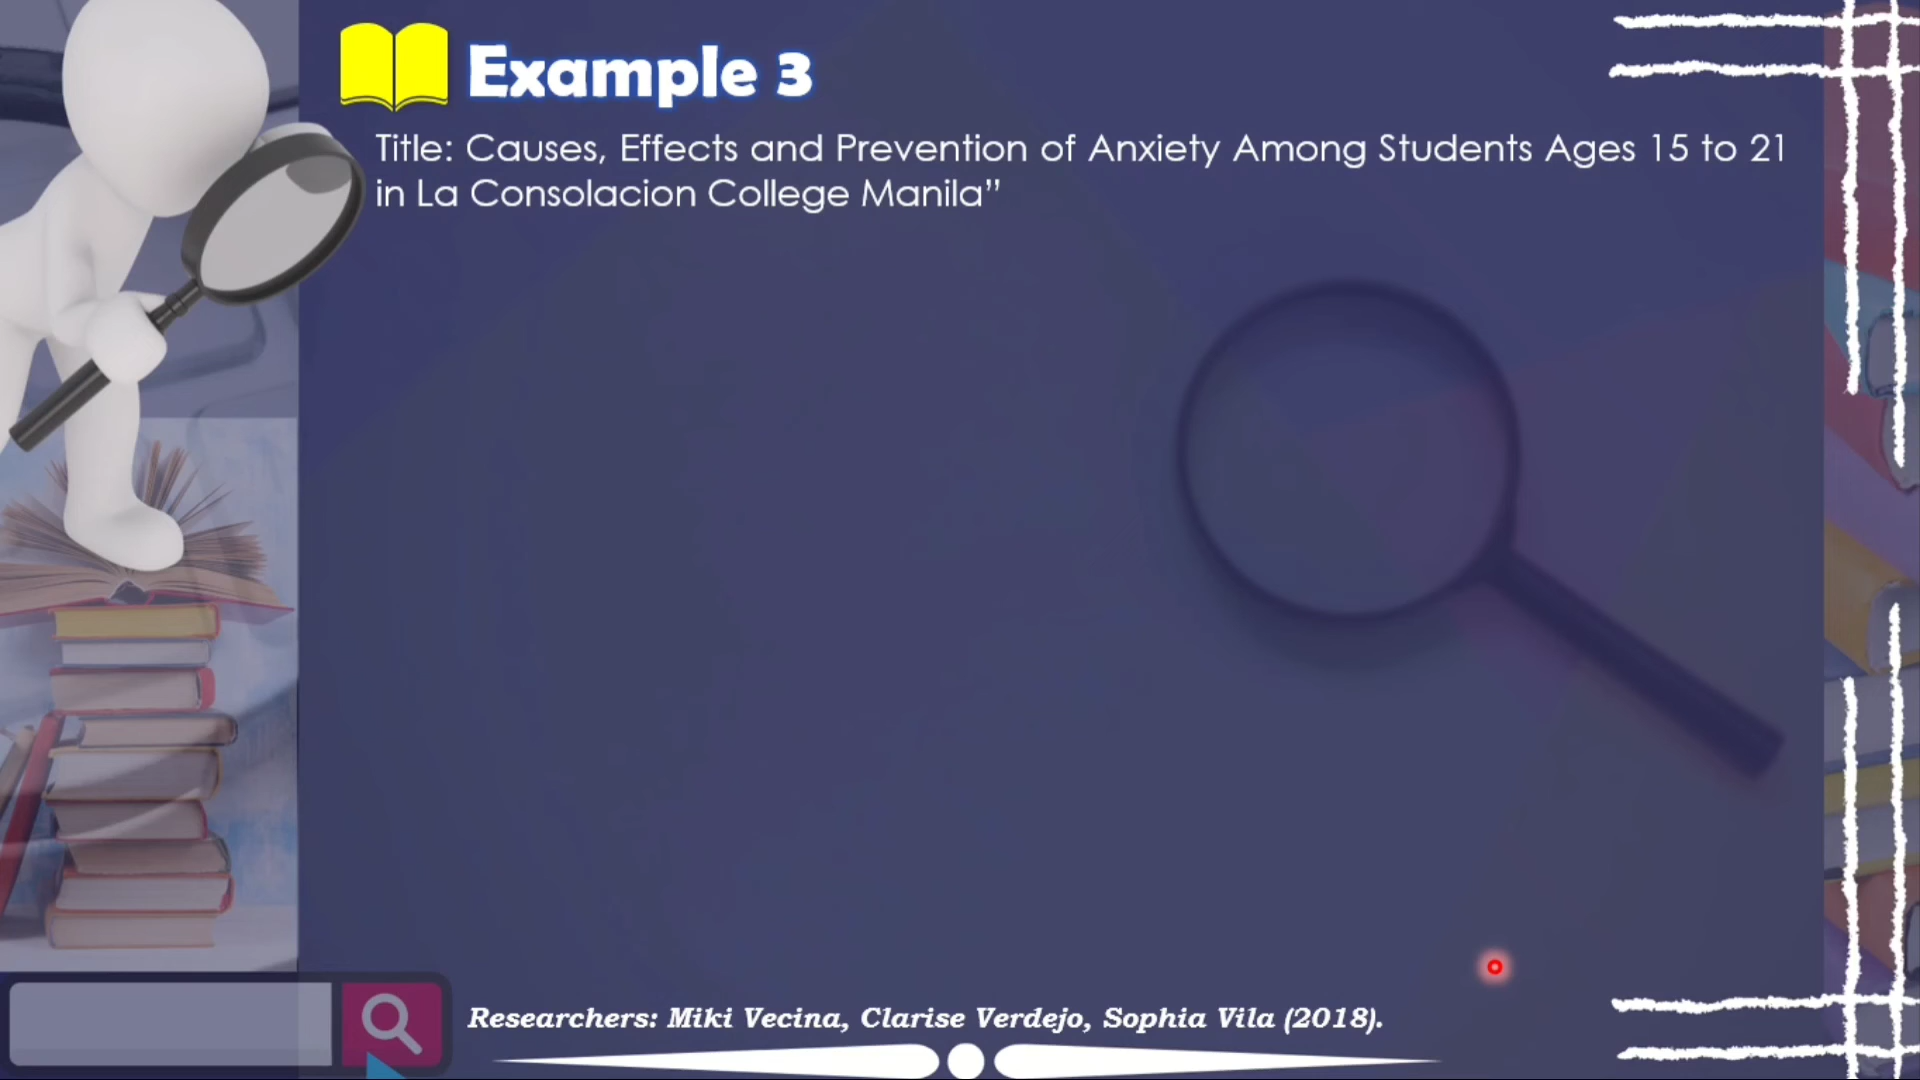 Example 3
Title: Causes, Effects and Prevention of Anxiety Among Students Ages 15 to 21
in La Consolacion College Manila”
Researchers: Miki Vecina, Clarise Verdejo, Sophia Vila (2018).